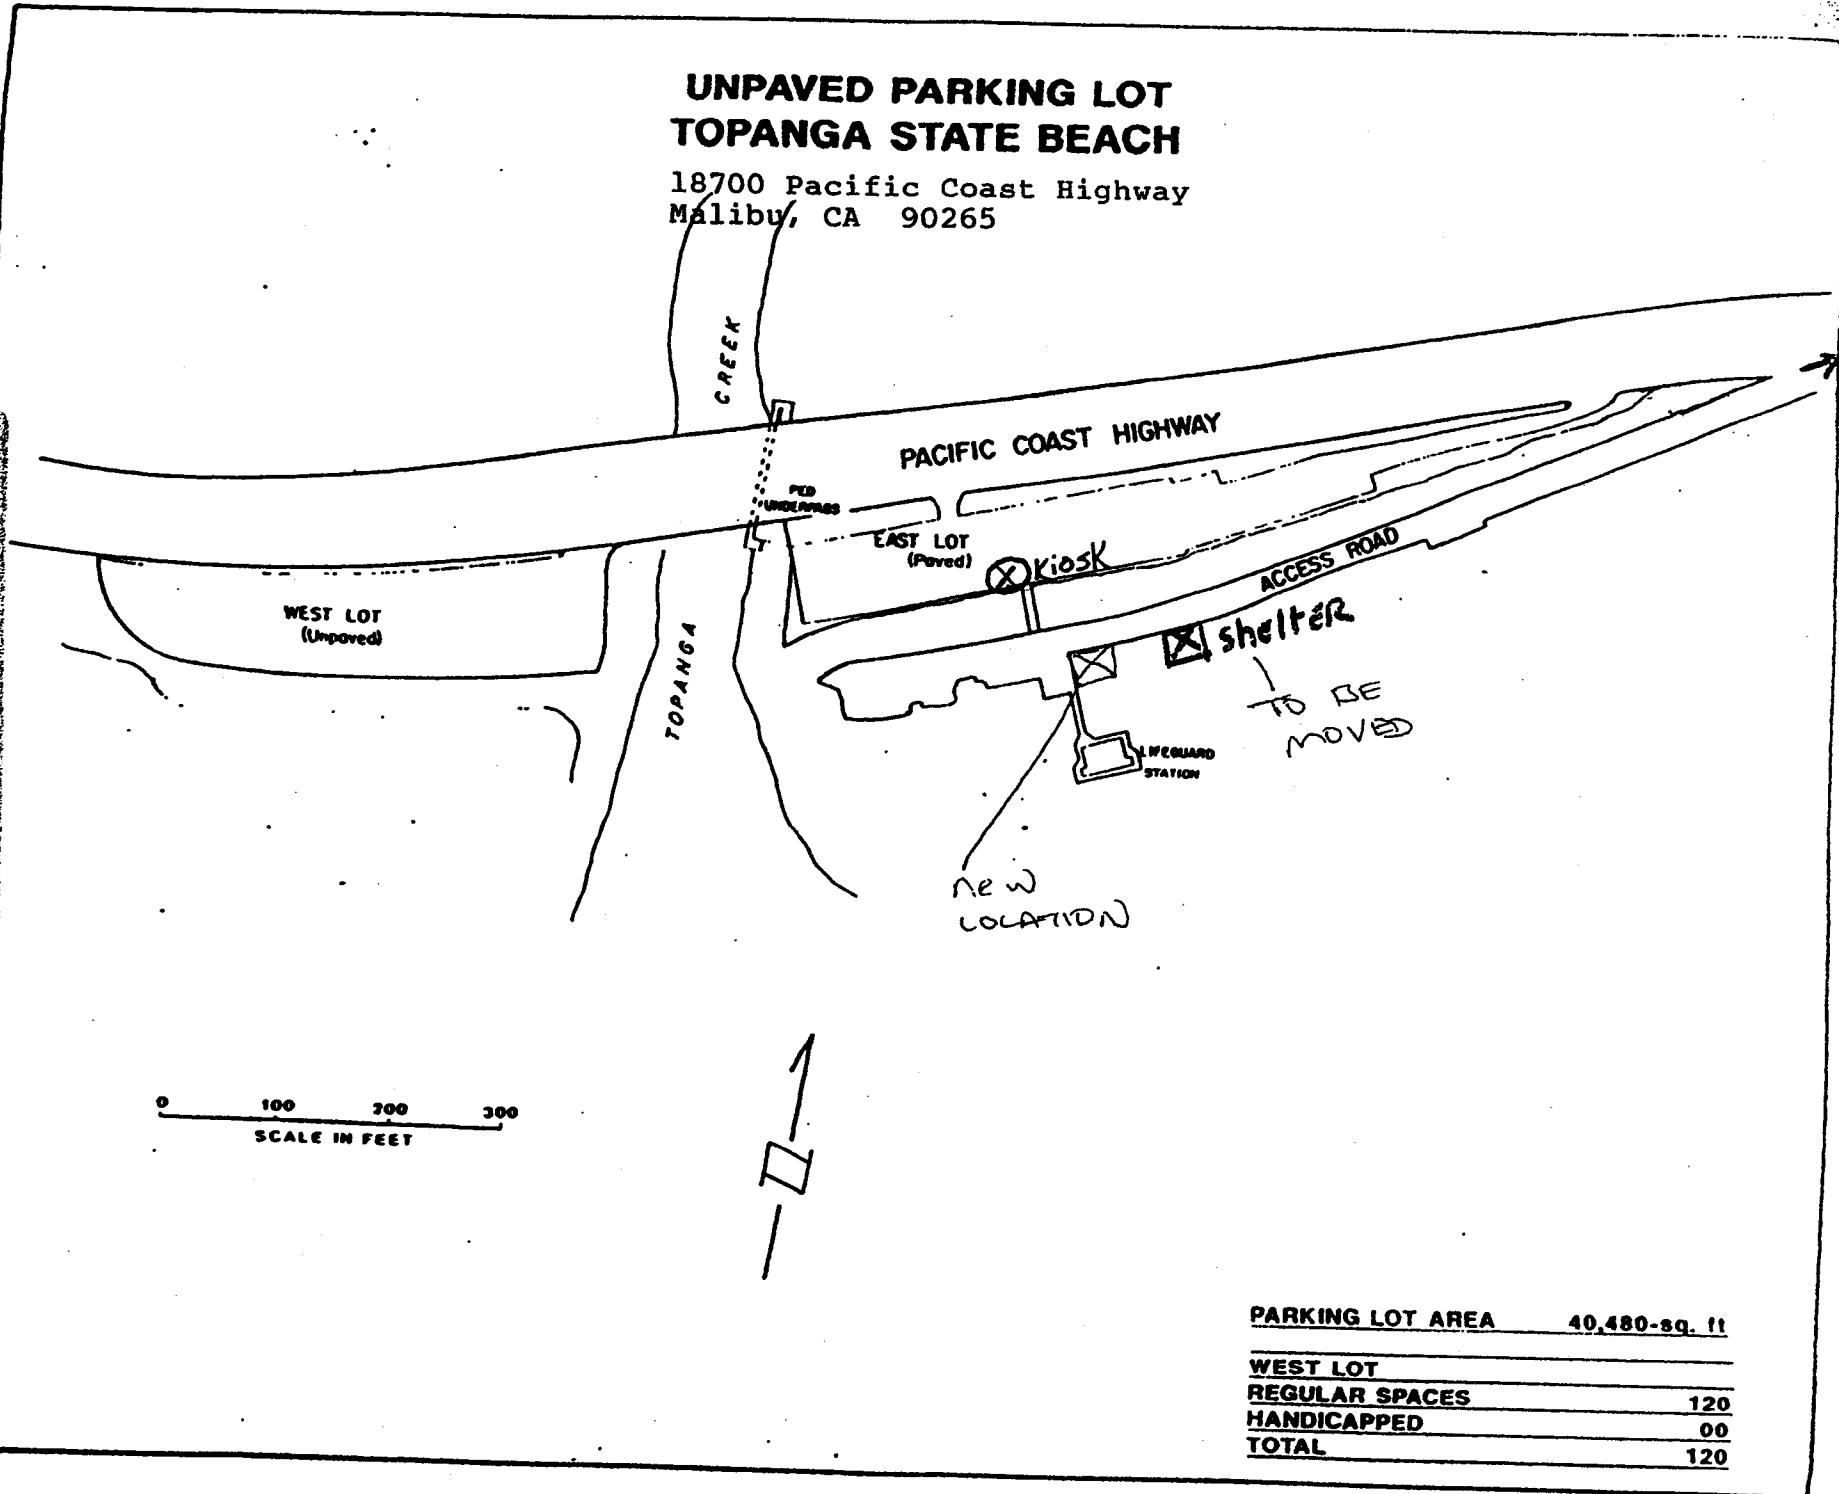 UNPAVED PARKING LOT
TOPANGA STATE BEACH
18700 Pacific Coast Highway
Malibu, CA 90265
CREEK
PACIFIC COAST HIGHWAY
PED
UNDERPASS
EAST LOT
(Paved)
KiosK
ACCESS ROAD
WEST LOT
(Unpaved)
shelter
TO BE
MOVED
TOPANGA
LIFEGUARD
STATION
new
LOCATION
0 100 200 300
SCALE IN FEET
PARKING LOT AREA 40,480-sq. ft
WEST LOT
REGULAR SPACES 120
HANDICAPPED 00
TOTAL 120